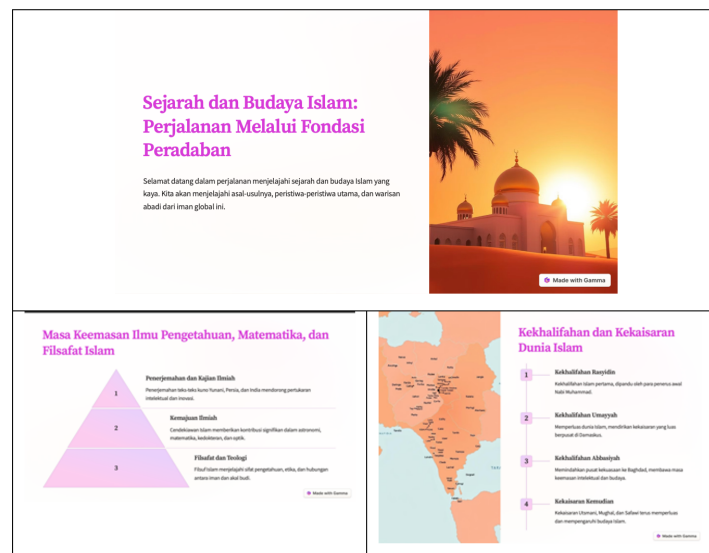 Sejarah dan Budaya Islam:
Perjalanan Melalui Fondasi
Peradaban
Selamat datang dalam perjalanan menjelajahi sejarah dan budaya Islam yang
kaya. Kita akan menjelajahi asal-usulnya, peristiwa-peristiwa utama, dan warisan
abadi dari iman global ini.
Made with Gamma
Masa Keemasan Ilmu Pengetahuan, Matematika, dan
Filsafat Islam
1
Penerjemahan dan Kajian Ilmiah
Penerjemahan teks-teks kuno Yunani, Persia, dan India mendorong pertukaran
intelektual dan inovasi.
2
Kemajuan Ilmiah
Cendekiawan Islam memberikan kontribusi signifikan dalam astronomi,
matematika, kedokteran, dan optik.
3
Filsafat dan Teologi
Filsuf Islam menjelajahi sifat pengetahuan, etika, dan hubungan
antara iman dan akal budi.
Made with Gamma
Kekhalifahan dan Kekaisaran
Dunia Islam
1
Kekhalifahan Rasyidin
Kekhalifahan Islam pertama, dipandu oleh para penerus awal
Nabi Muhammad.
2
Kekhalifahan Umayyah
Memperluas dunia Islam, mendirikan kekaisaran yang luas
berpusat di Damaskus.
3
Kekhalifahan Abbasiyah
Memindahkan pusat kekuasaan ke Baghdad, membawa masa
keemasan intelektual dan budaya.
4
Kekaisaran Kemudian
Kekaisaran Utsmani, Mughal, dan Safawi terus memperluas
dan mempengaruhi budaya Islam.
Made with Gamma